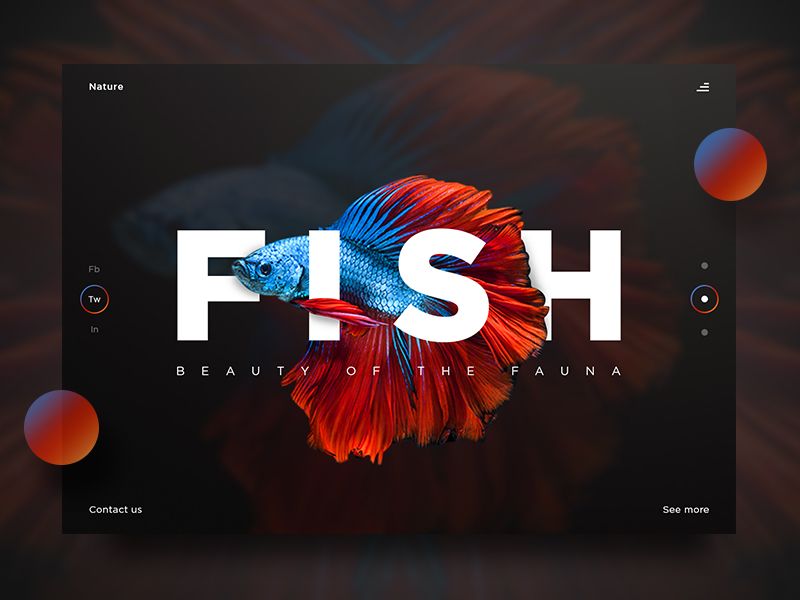 Nature
FISH
Fb
Tw
In
BEAUTY OF THE FAUNA
Contact us
See more